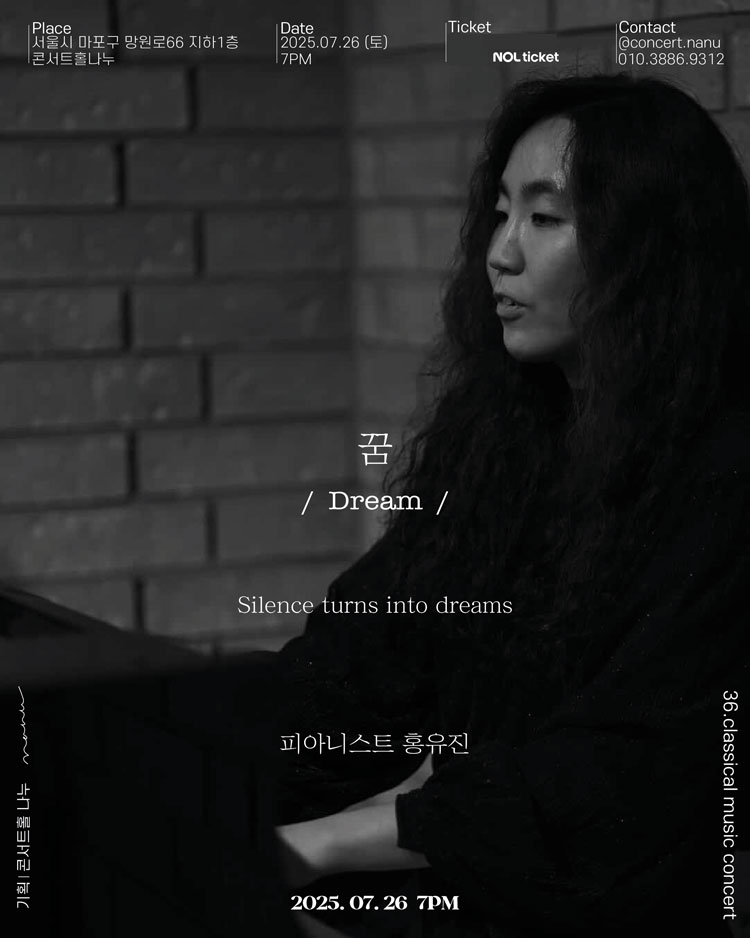 Place
서울시 마포구 망원로66 지하1층
콘서트홀나누
Date
2025.07.26 (토)
7PM
Ticket
NOL ticket
Contact
@concert.nanu
010.3886.9312
꿈
/ Dream /
Silence turns into dreams
피아니스트 홍유진
nanu
기획 | 콘서트홀 나누
36.classical music concert
2025. 07. 26 7PM